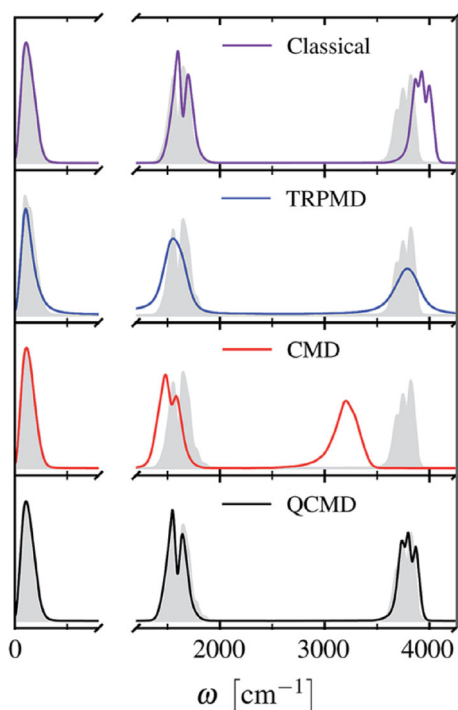 Classical
TRPMD
CMD
QCMD
0 2000 3000 4000
ω [cm⁻¹]